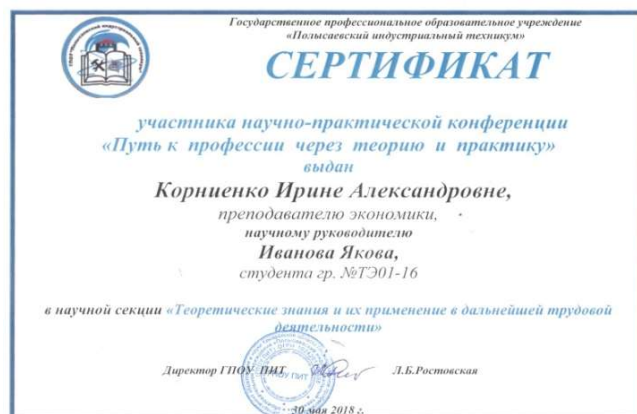 Государственное профессиональное образовательное учреждение
«Полысаевский индустриальный техникум»
СЕРТИФИКАТ
участника научно-практической конференции
«Путь к профессии через теорию и практику»
выдан
Корниенко Ирине Александровне,
преподавателю экономики,
научному руководителю
Иванова Якова,
студента гр. №ТЭ01-16
в научной секции «Теоретические знания и их применение в дальнейшей трудовой
деятельности»
Директор ГПОУ ПИТ Л.Б.Ростовская
30 мая 2018 г.